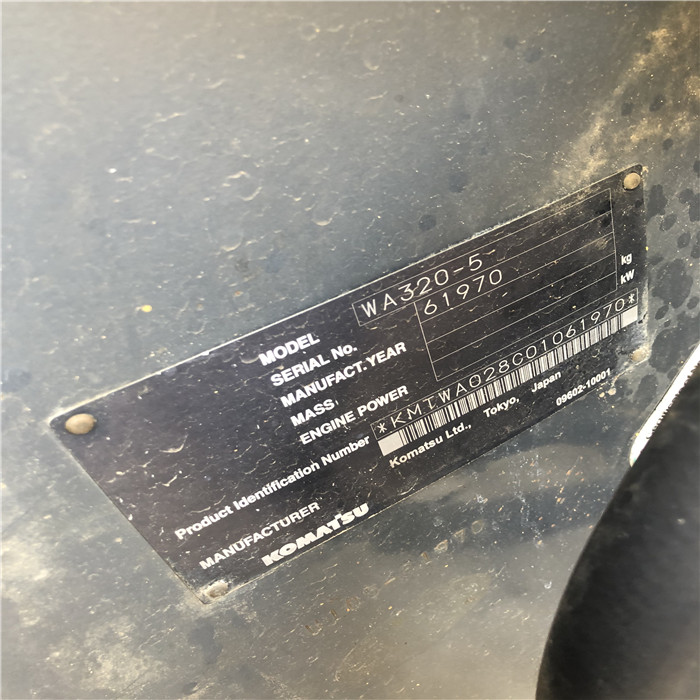 MODEL WA320-5-
SERIAL No. 61970
MANUFACT. YEAR
MASS kg
ENGINE POWER kW
Product Identification Number *KMTWA028C01061970*
MANUFACTURER Komatsu Ltd., Tokyo, Japan
KOMATSU 09602-10001